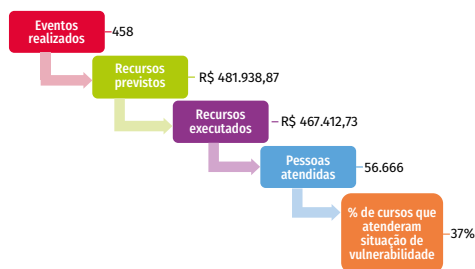 Eventos
realizados
458
Recursos
previstos
R$ 481.938,87
Recursos
executados
R$ 467.412,73
Pessoas
atendidas
56.666
% de cursos que
atenderam
situação de
vulnerabilidade
37%